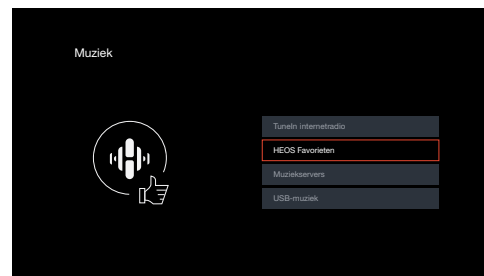 Muziek
TuneIn internetradio
HEOS Favorieten
Muziekservers
USB-muziek